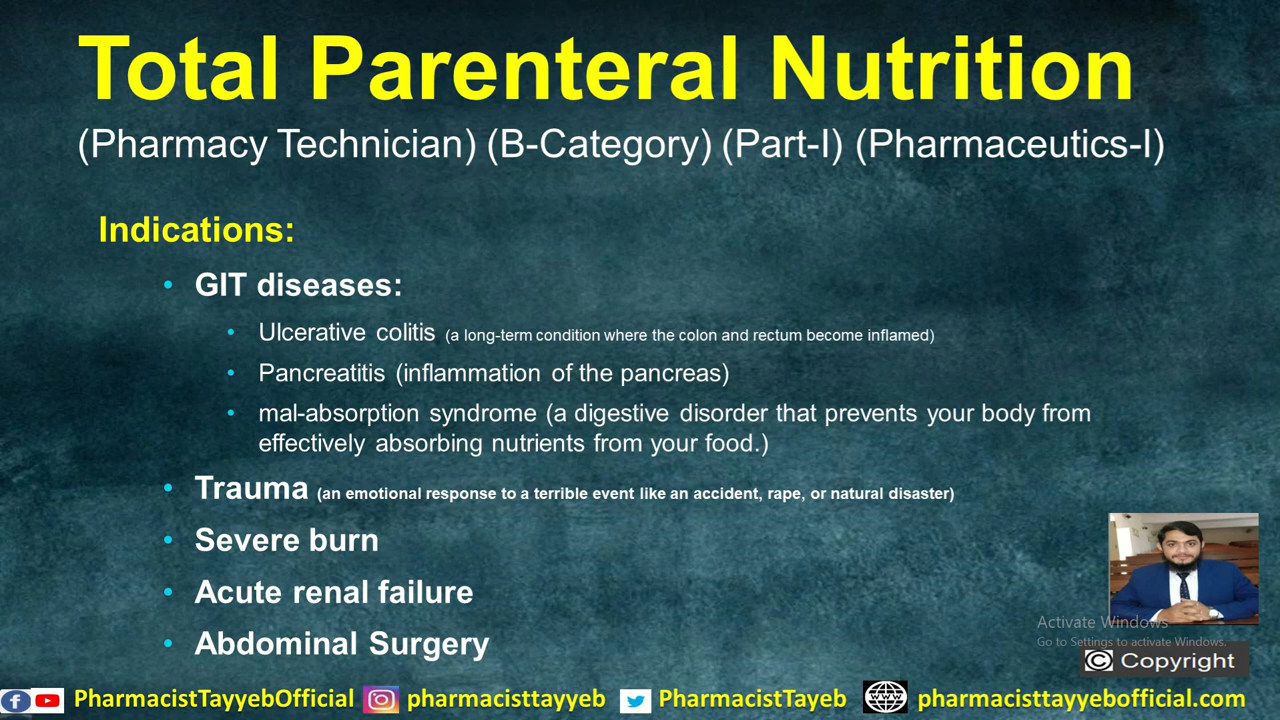 Total Parenteral Nutrition
(Pharmacy Technician) (B-Category) (Part-I) (Pharmaceutics-I)
Indications:
• GIT diseases:
• Ulcerative colitis (a long-term condition where the colon and rectum become inflamed)
• Pancreatitis (inflammation of the pancreas)
• mal-absorption syndrome (a digestive disorder that prevents your body from
effectively absorbing nutrients from your food.)
• Trauma (an emotional response to a terrible event like an accident, rape, or natural disaster)
• Severe burn
• Acute renal failure
• Abdominal Surgery
Activate Windows
Go to Settings to activate Windows.
© Copyright
PharmacistTayyebOfficial pharmacisttayyeb PharmacistTayeb WWW pharmacisttayyebofficial.com